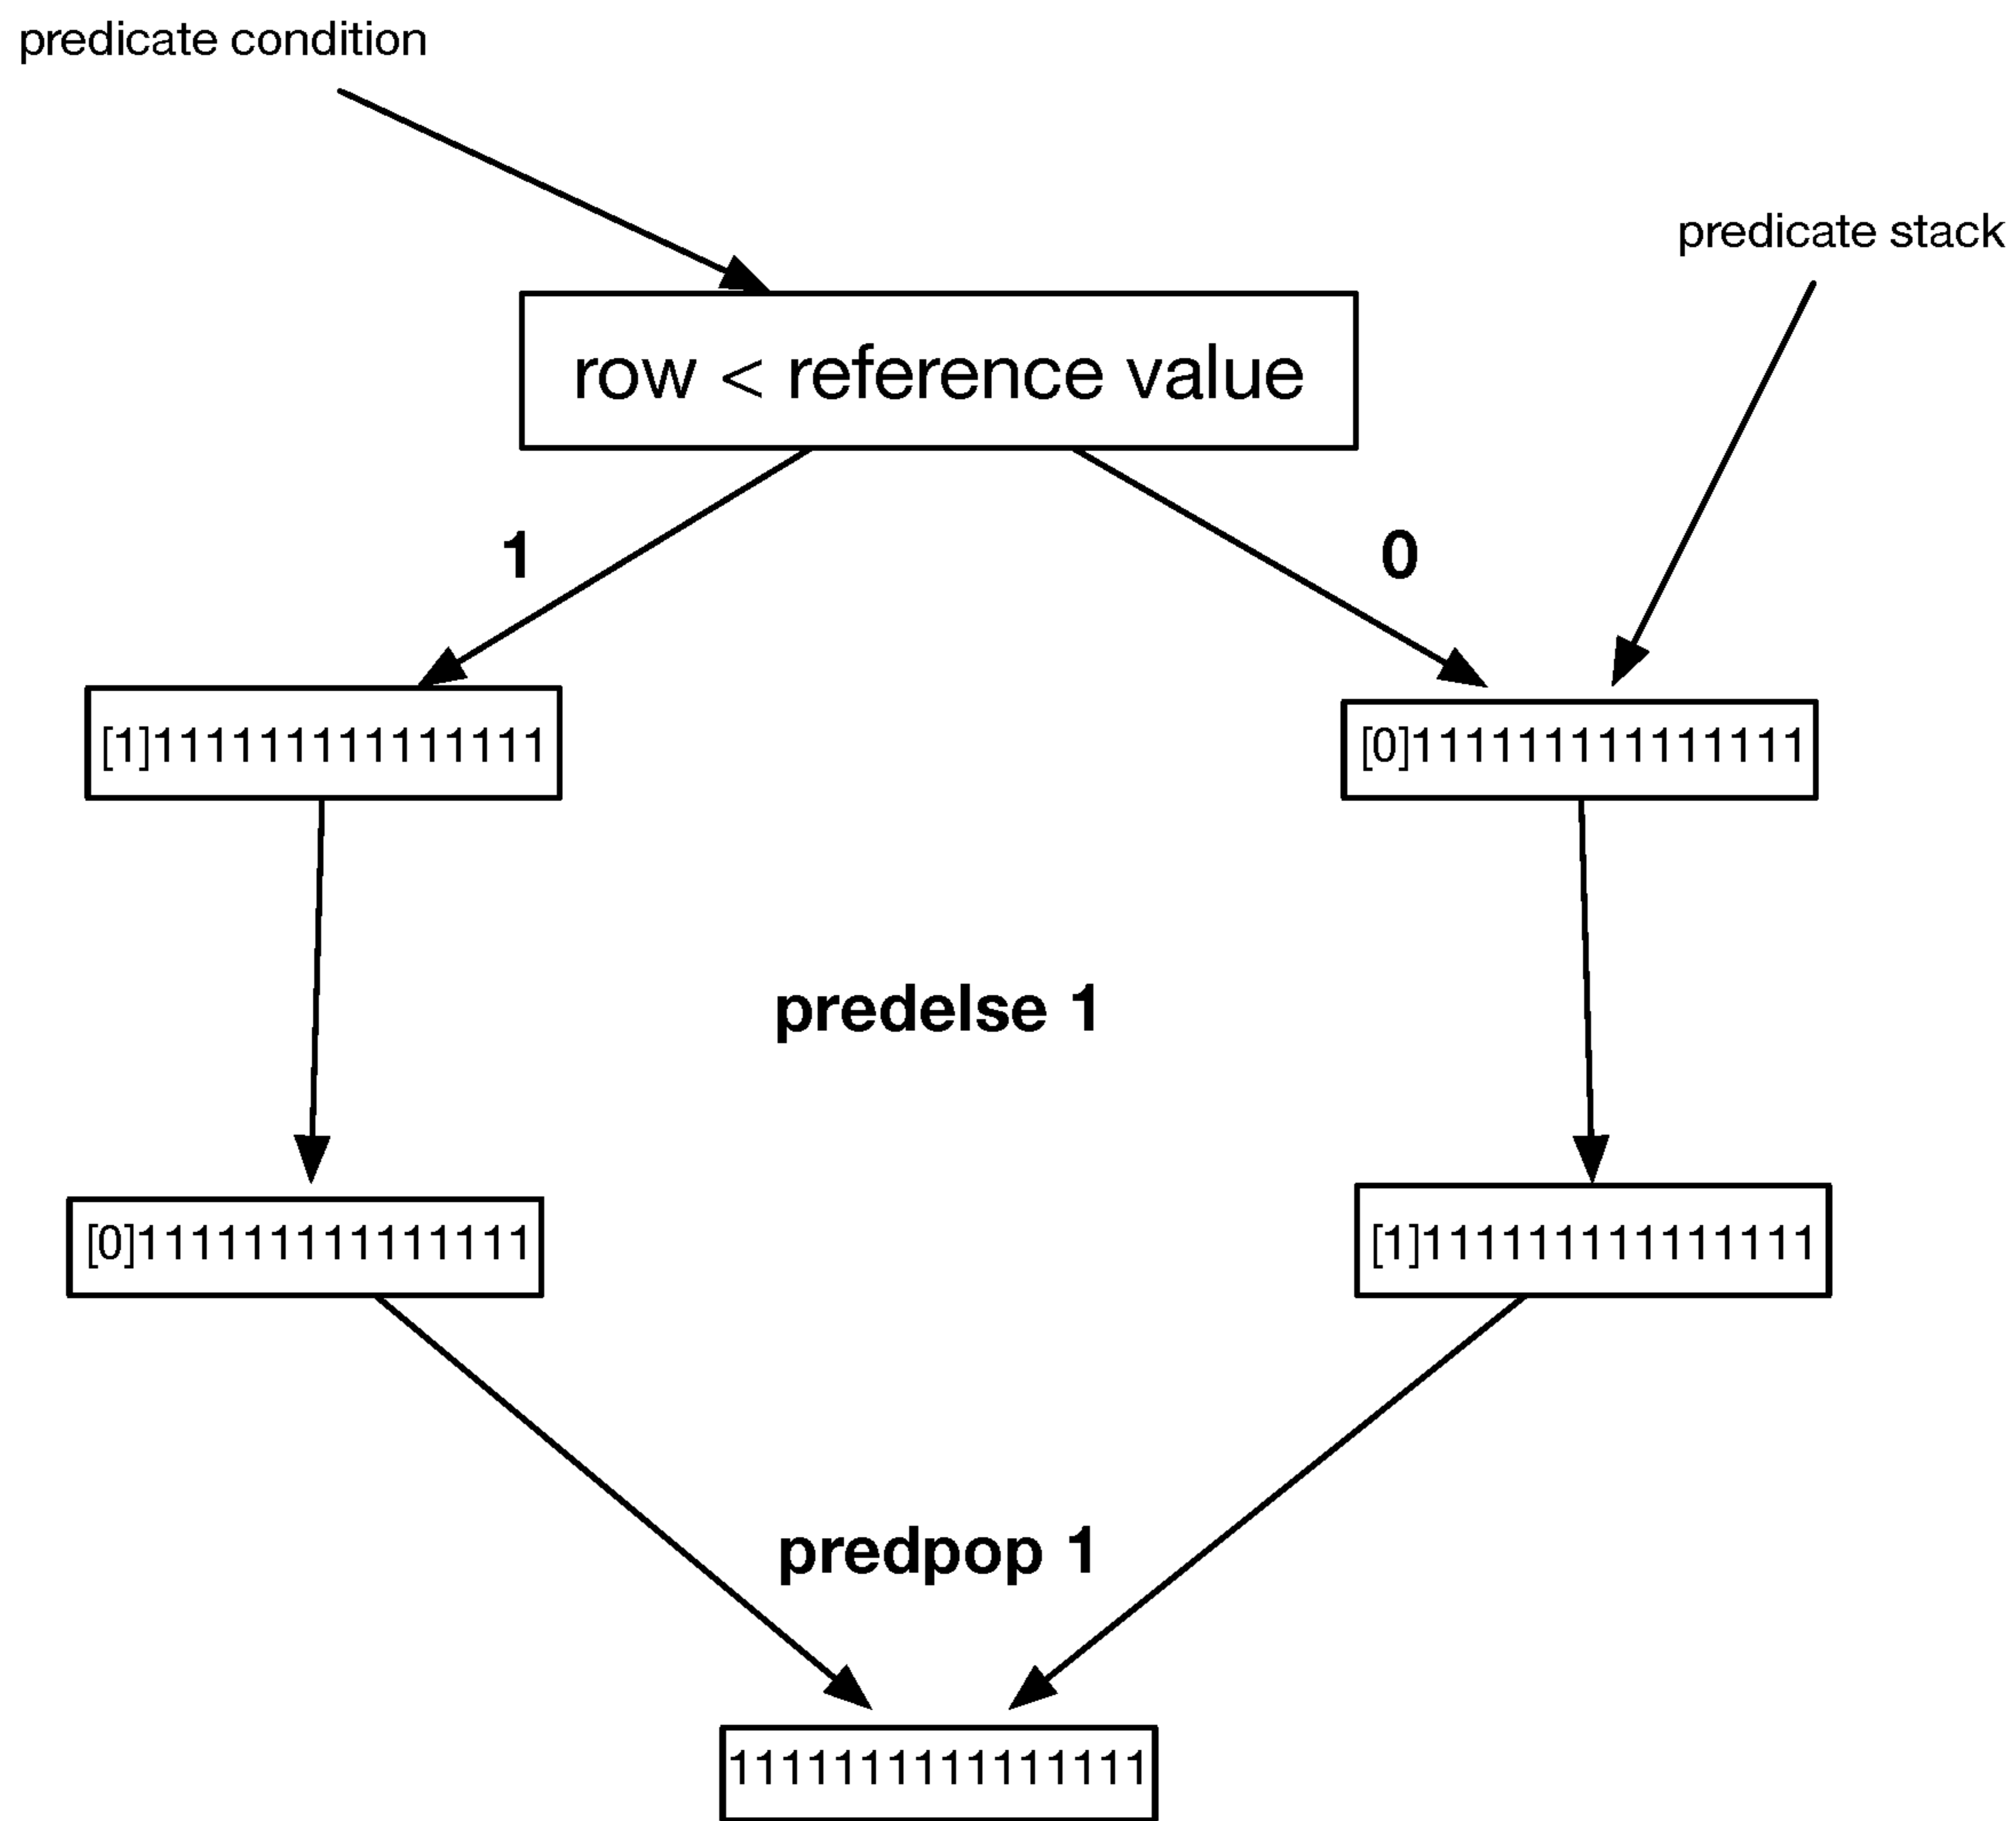 predicate condition
predicate stack
row < reference value
1
0
[1]111111111111111
[0]111111111111111
predelse 1
[0]111111111111111
[1]111111111111111
predpop 1
1111111111111111